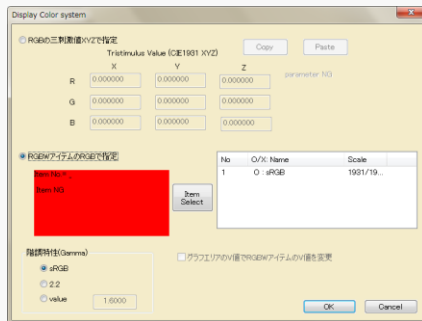 Display Color system
RGBの三刺激値XYZで指定
Tristimulus Value (CIE1931 XYZ)
Copy
Paste
X Y Z
parameter NG
R 0.000000 0.000000 0.000000
G 0.000000 0.000000 0.000000
B 0.000000 0.000000 0.000000
RGBWアイテムのRGBで指定
Item No = _
Item NG
Item
Select
No O/X: Name Scale
1 O : sRGB 1931/19...
階調特性(Gamma)
sRGB
2.2
value 1.6000
グラフエリアのV値でRGBWアイテムのV値を変更
OK
Cancel